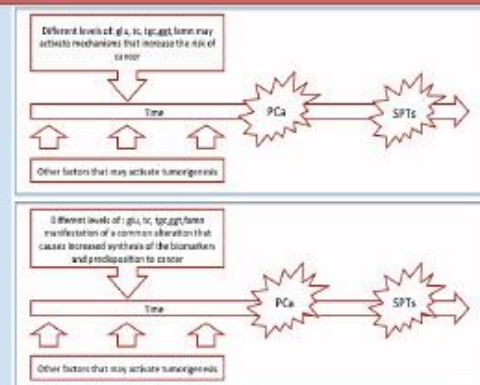 Different levels of: glu, tc, tgc,ggt,famn may
activate mechanisms that increase the risk of
cancer
Time
PCa
SPTs
Other factors that may activate tumorigenesis
Different levels of : glu, tc, tgc,ggt,famn
manifestation of a common alteration that
causes increased synthesis of the biomarkers
and predisposition to cancer
Time
PCa
SPTs
Other factors that may activate tumorigenesis